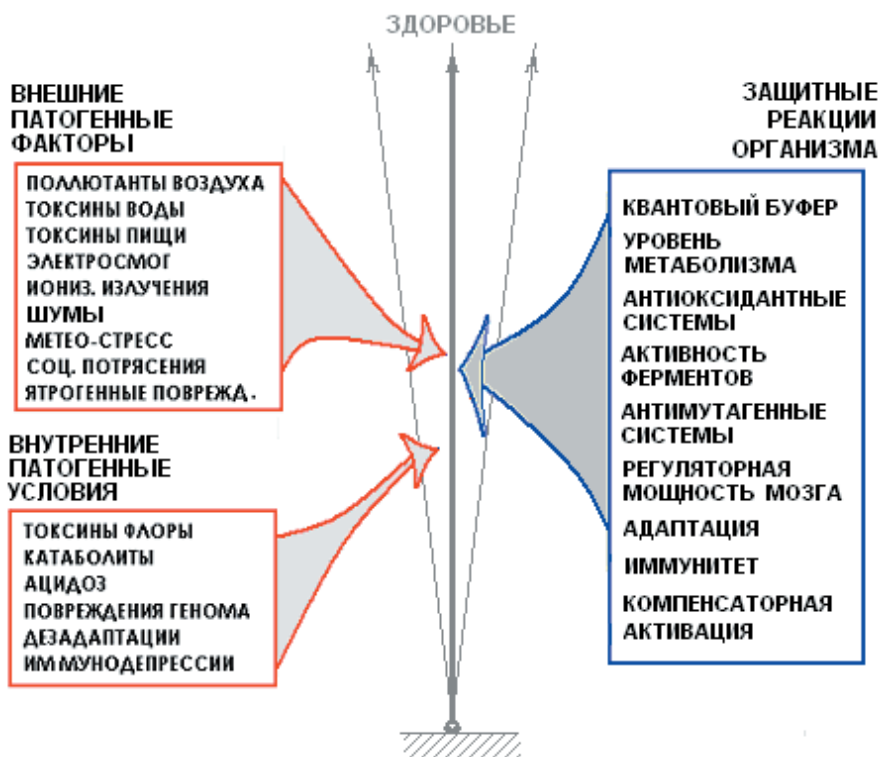 ЗДОРОВЬЕ
ВНЕШНИЕ
ПАТОГЕННЫЕ
ФАКТОРЫ
ПОЛЛЮТАНТЫ ВОЗДУХА
ТОКСИНЫ ВОДЫ
ТОКСИНЫ ПИЩИ
ЭЛЕКТРОСМОГ
ИОНИЗ. ИЗЛУЧЕНИЯ
ШУМЫ
МЕТЕО-СТРЕСС
СОЦ. ПОТРЯСЕНИЯ
ЯТРОГЕННЫЕ ПОВРЕЖД.
ВНУТРЕННИЕ
ПАТОГЕННЫЕ
УСЛОВИЯ
ТОКСИНЫ ФЛОРЫ
КАТАБОЛИТЫ
АЦИДОЗ
ПОВРЕЖДЕНИЯ ГЕНОМА
ДЕЗАДАПТАЦИИ
ИММУНОДЕПРЕССИИ
ЗАЩИТНЫЕ
РЕАКЦИИ
ОРГАНИЗМА
КВАНТОВЫЙ БУФЕР
УРОВЕНЬ
МЕТАБОЛИЗМА
АНТИОКСИДАНТНЫЕ
СИСТЕМЫ
АКТИВНОСТЬ
ФЕРМЕНТОВ
АНТИМУТАГЕННЫЕ
СИСТЕМЫ
РЕГУЛЯТОРНАЯ
МОЩНОСТЬ МОЗГА
АДАПТАЦИЯ
ИММУНИТЕТ
КОМПЕНСАТОРНАЯ
АКТИВАЦИЯ